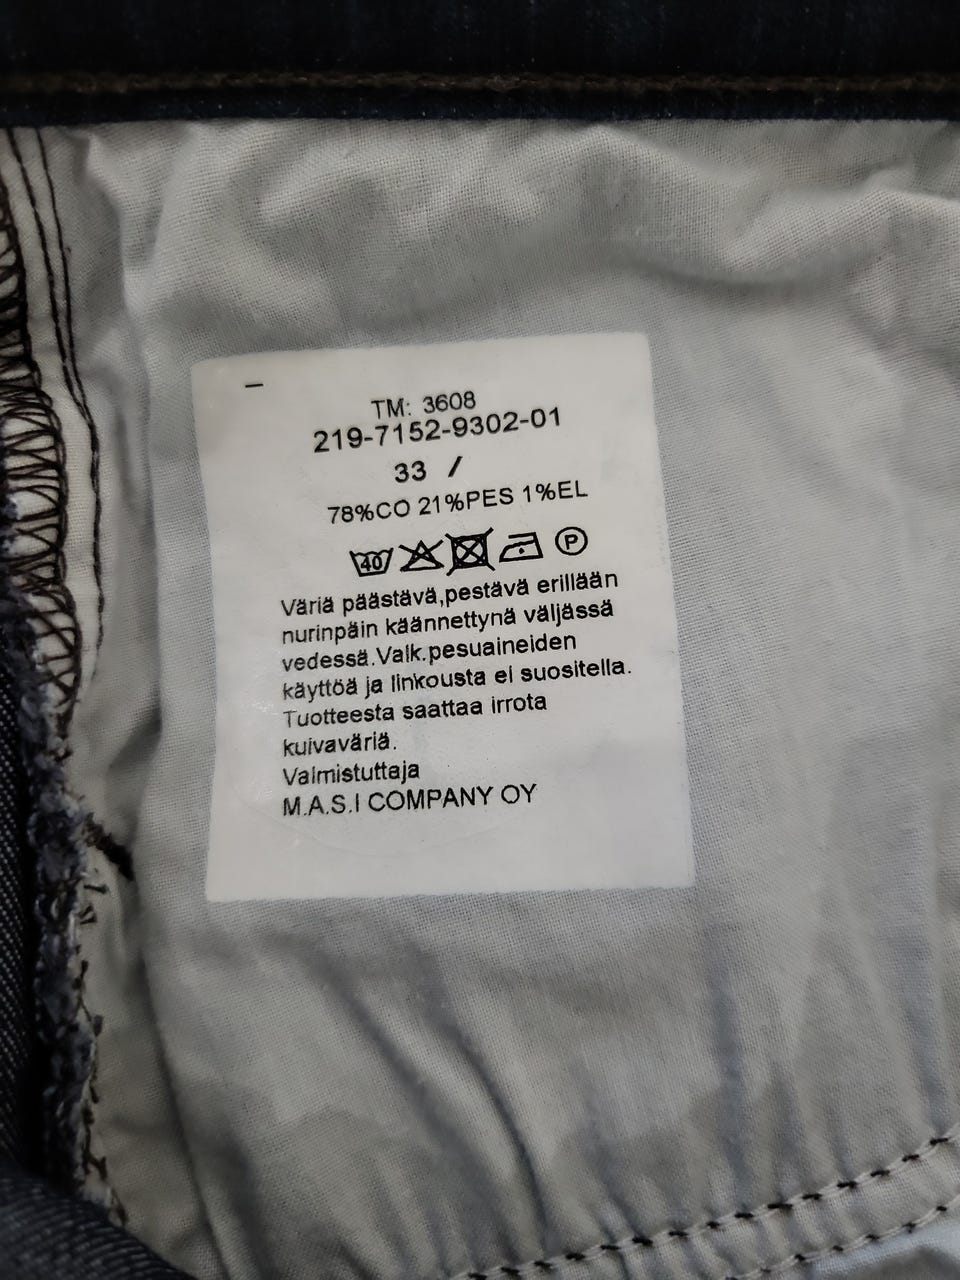 TM: 3608
219-7152-9302-01
33 /
78%CO 21%PES 1%EL
40 P
Väriä päästävä,pestävä erillään
nurinpäin käännettynä väljässä
vedessä.Valk.pesuaineiden
käyttöä ja linkousta ei suositella.
Tuotteesta saattaa irrota
kuivaväriä.
Valmistuttaja
M.A.S.I COMPANY OY